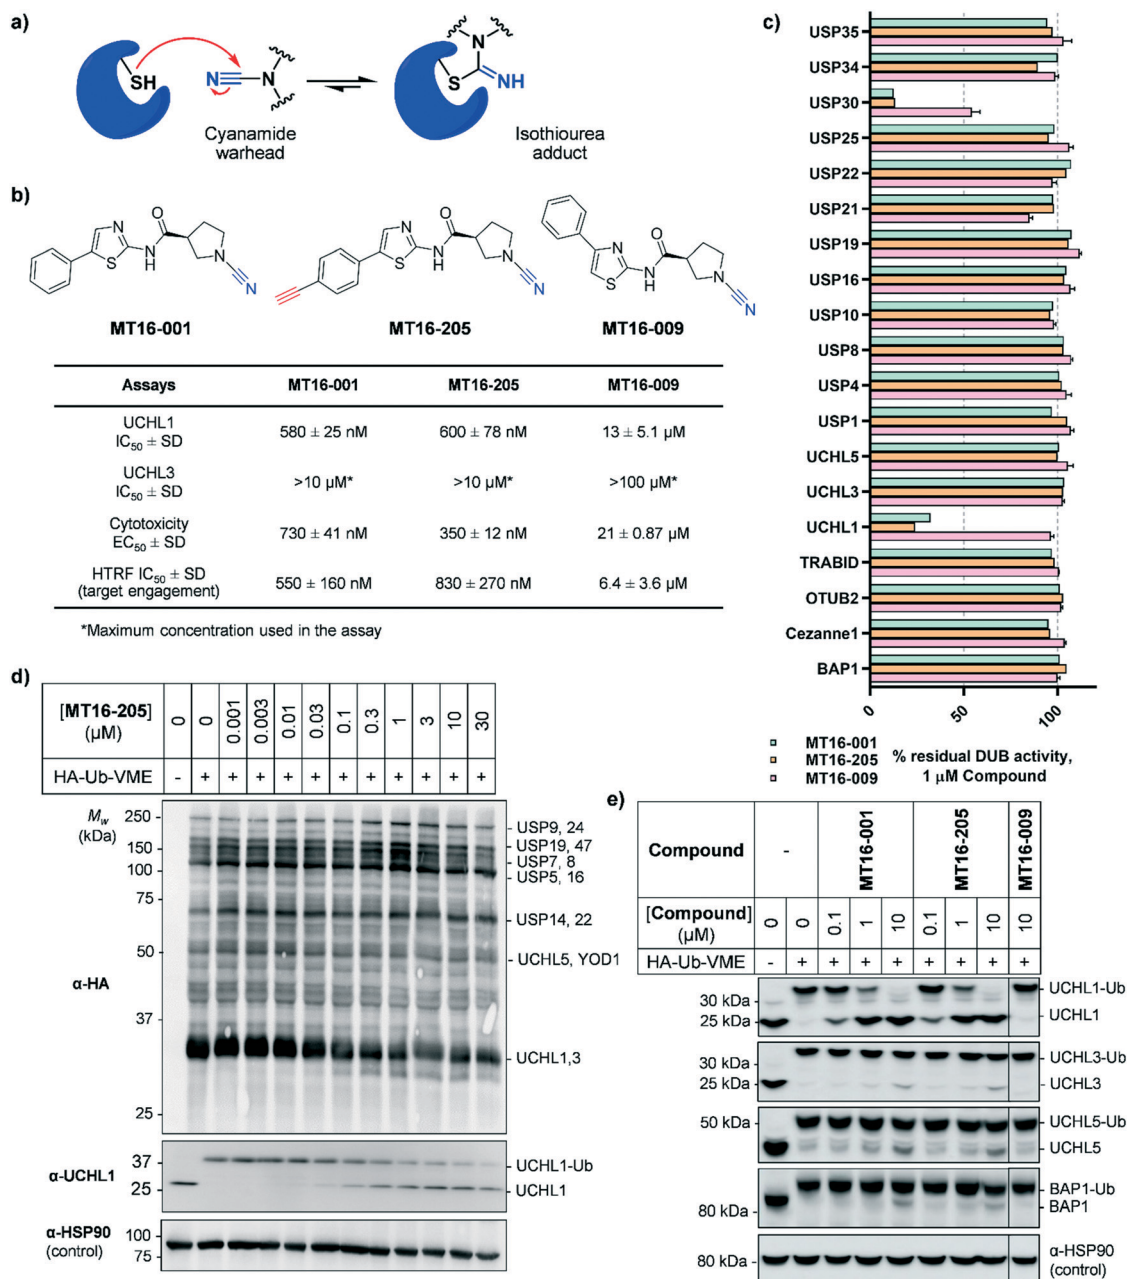 a)
SH
N
N
Cyanamide
warhead
N
S
NH
Isothiourea
adduct
b)
N
S
N
H
O
N
N
MT16-001
N
S
N
H
O
N
N
MT16-205
N
S
NH
O
N
N
MT16-009
Assays MT16-001 MT16-205 MT16-009
UCHL1
IC50 ± SD
580 ± 25 nM 600 ± 78 nM 13 ± 5.1 µM
UCHL3
IC50 ± SD
>10 µM* >10 µM* >100 µM*
Cytotoxicity
EC50 ± SD
730 ± 41 nM 350 ± 12 nM 21 ± 0.87 µM
HTRF IC50 ± SD
(target engagement)
550 ± 160 nM 830 ± 270 nM 6.4 ± 3.6 µM
*Maximum concentration used in the assay
c)
USP35
USP34
USP30
USP25
USP22
USP21
USP19
USP16
USP10
USP8
USP4
USP1
UCHL5
UCHL3
UCHL1
TRABID
OTUB2
Cezanne1
BAP1
0 50 100
MT16-001
MT16-205
MT16-009
% residual DUB activity,
1 µM Compound
d)
[MT16-205]
(µM)
0 0 0.001 0.003 0.01 0.03 0.1 0.3 1 3 10 30
HA-Ub-VME - + + + + + + + + + + +
Mw
(kDa)
250
150
100
75
50
37
25
α-HA
USP9, 24
USP19, 47
USP7, 8
USP5, 16
USP14, 22
UCHL5, YOD1
UCHL1,3
α-UCHL1
37
25
UCHL1-Ub
UCHL1
α-HSP90
(control)
100
75
e)
Compound - MT16-001 MT16-205 MT16-009
[Compound]
(µM)
0 0 0.1 1 10 0.1 1 10 10
HA-Ub-VME - + + + + + + + +
30 kDa
25 kDa
UCHL1-Ub
UCHL1
30 kDa
25 kDa
UCHL3-Ub
UCHL3
50 kDa
UCHL5-Ub
UCHL5
80 kDa
BAP1-Ub
BAP1
80 kDa
α-HSP90
(control)